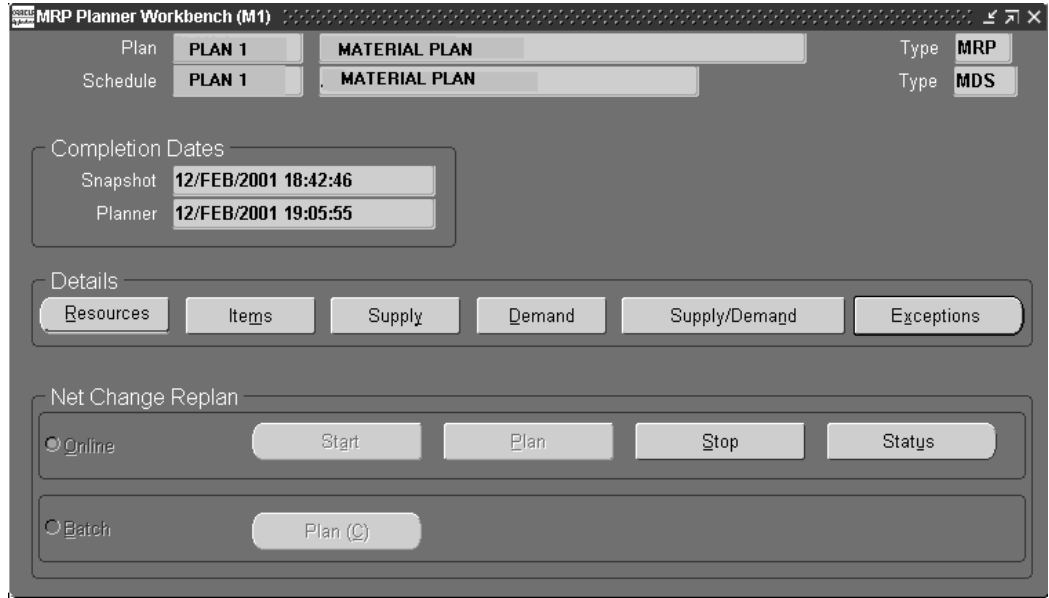 MRP Planner Workbench (M1)
Plan PLAN 1 MATERIAL PLAN Type MRP
Schedule PLAN 1 MATERIAL PLAN Type MDS
Completion Dates
Snapshot 12/FEB/2001 18:42:46
Planner 12/FEB/2001 19:05:55
Details
Resources Items Supply Demand Supply/Demand Exceptions
Net Change Replan
Online Start Plan Stop Status
Batch Plan (C)